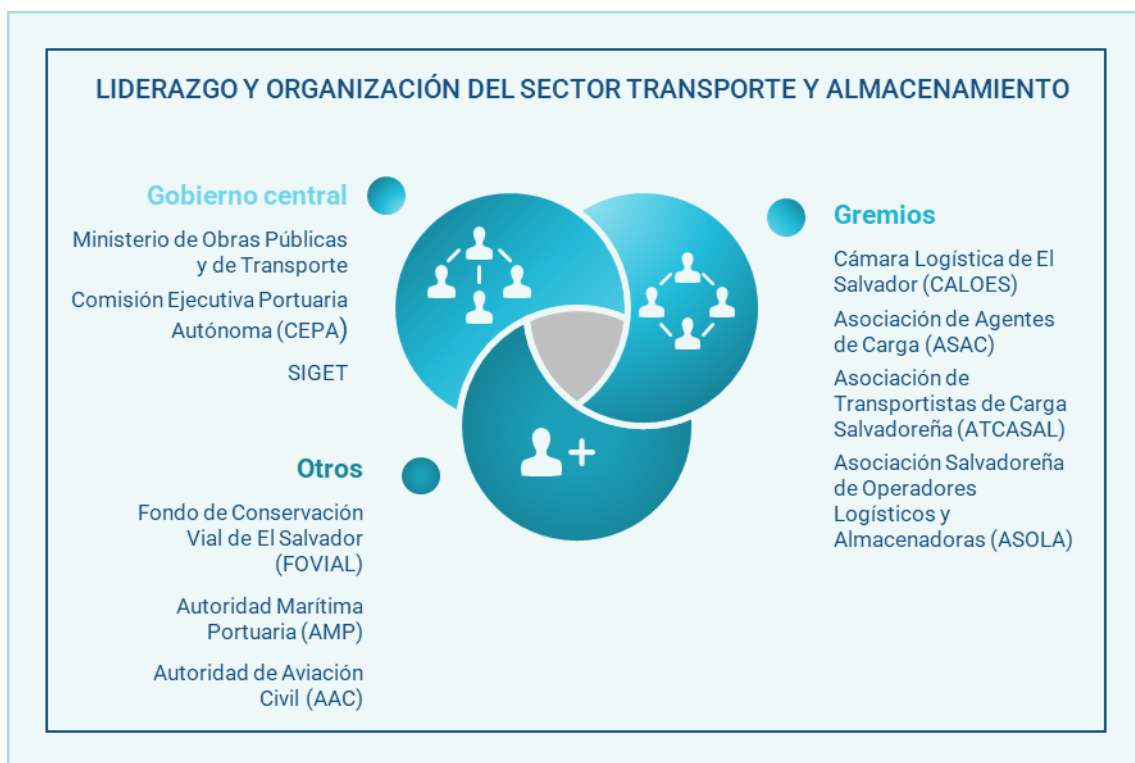 LIDERAZGO Y ORGANIZACIÓN DEL SECTOR TRANSPORTE Y ALMACENAMIENTO
Gobierno central
Ministerio de Obras Públicas
y de Transporte
Comisión Ejecutiva Portuaria
Autónoma (CEPA)
SIGET
Otros
Fondo de Conservación
Vial de El Salvador
(FOVIAL)
Autoridad Marítima
Portuaria (AMP)
Autoridad de Aviación
Civil (AAC)
Gremios
Cámara Logística de El
Salvador (CALOES)
Asociación de Agentes
de Carga (ASAC)
Asociación de
Transportistas de Carga
Salvadoreña (ATCASAL)
Asociación Salvadoreña
de Operadores
Logísticos y
Almacenadoras (ASOLA)